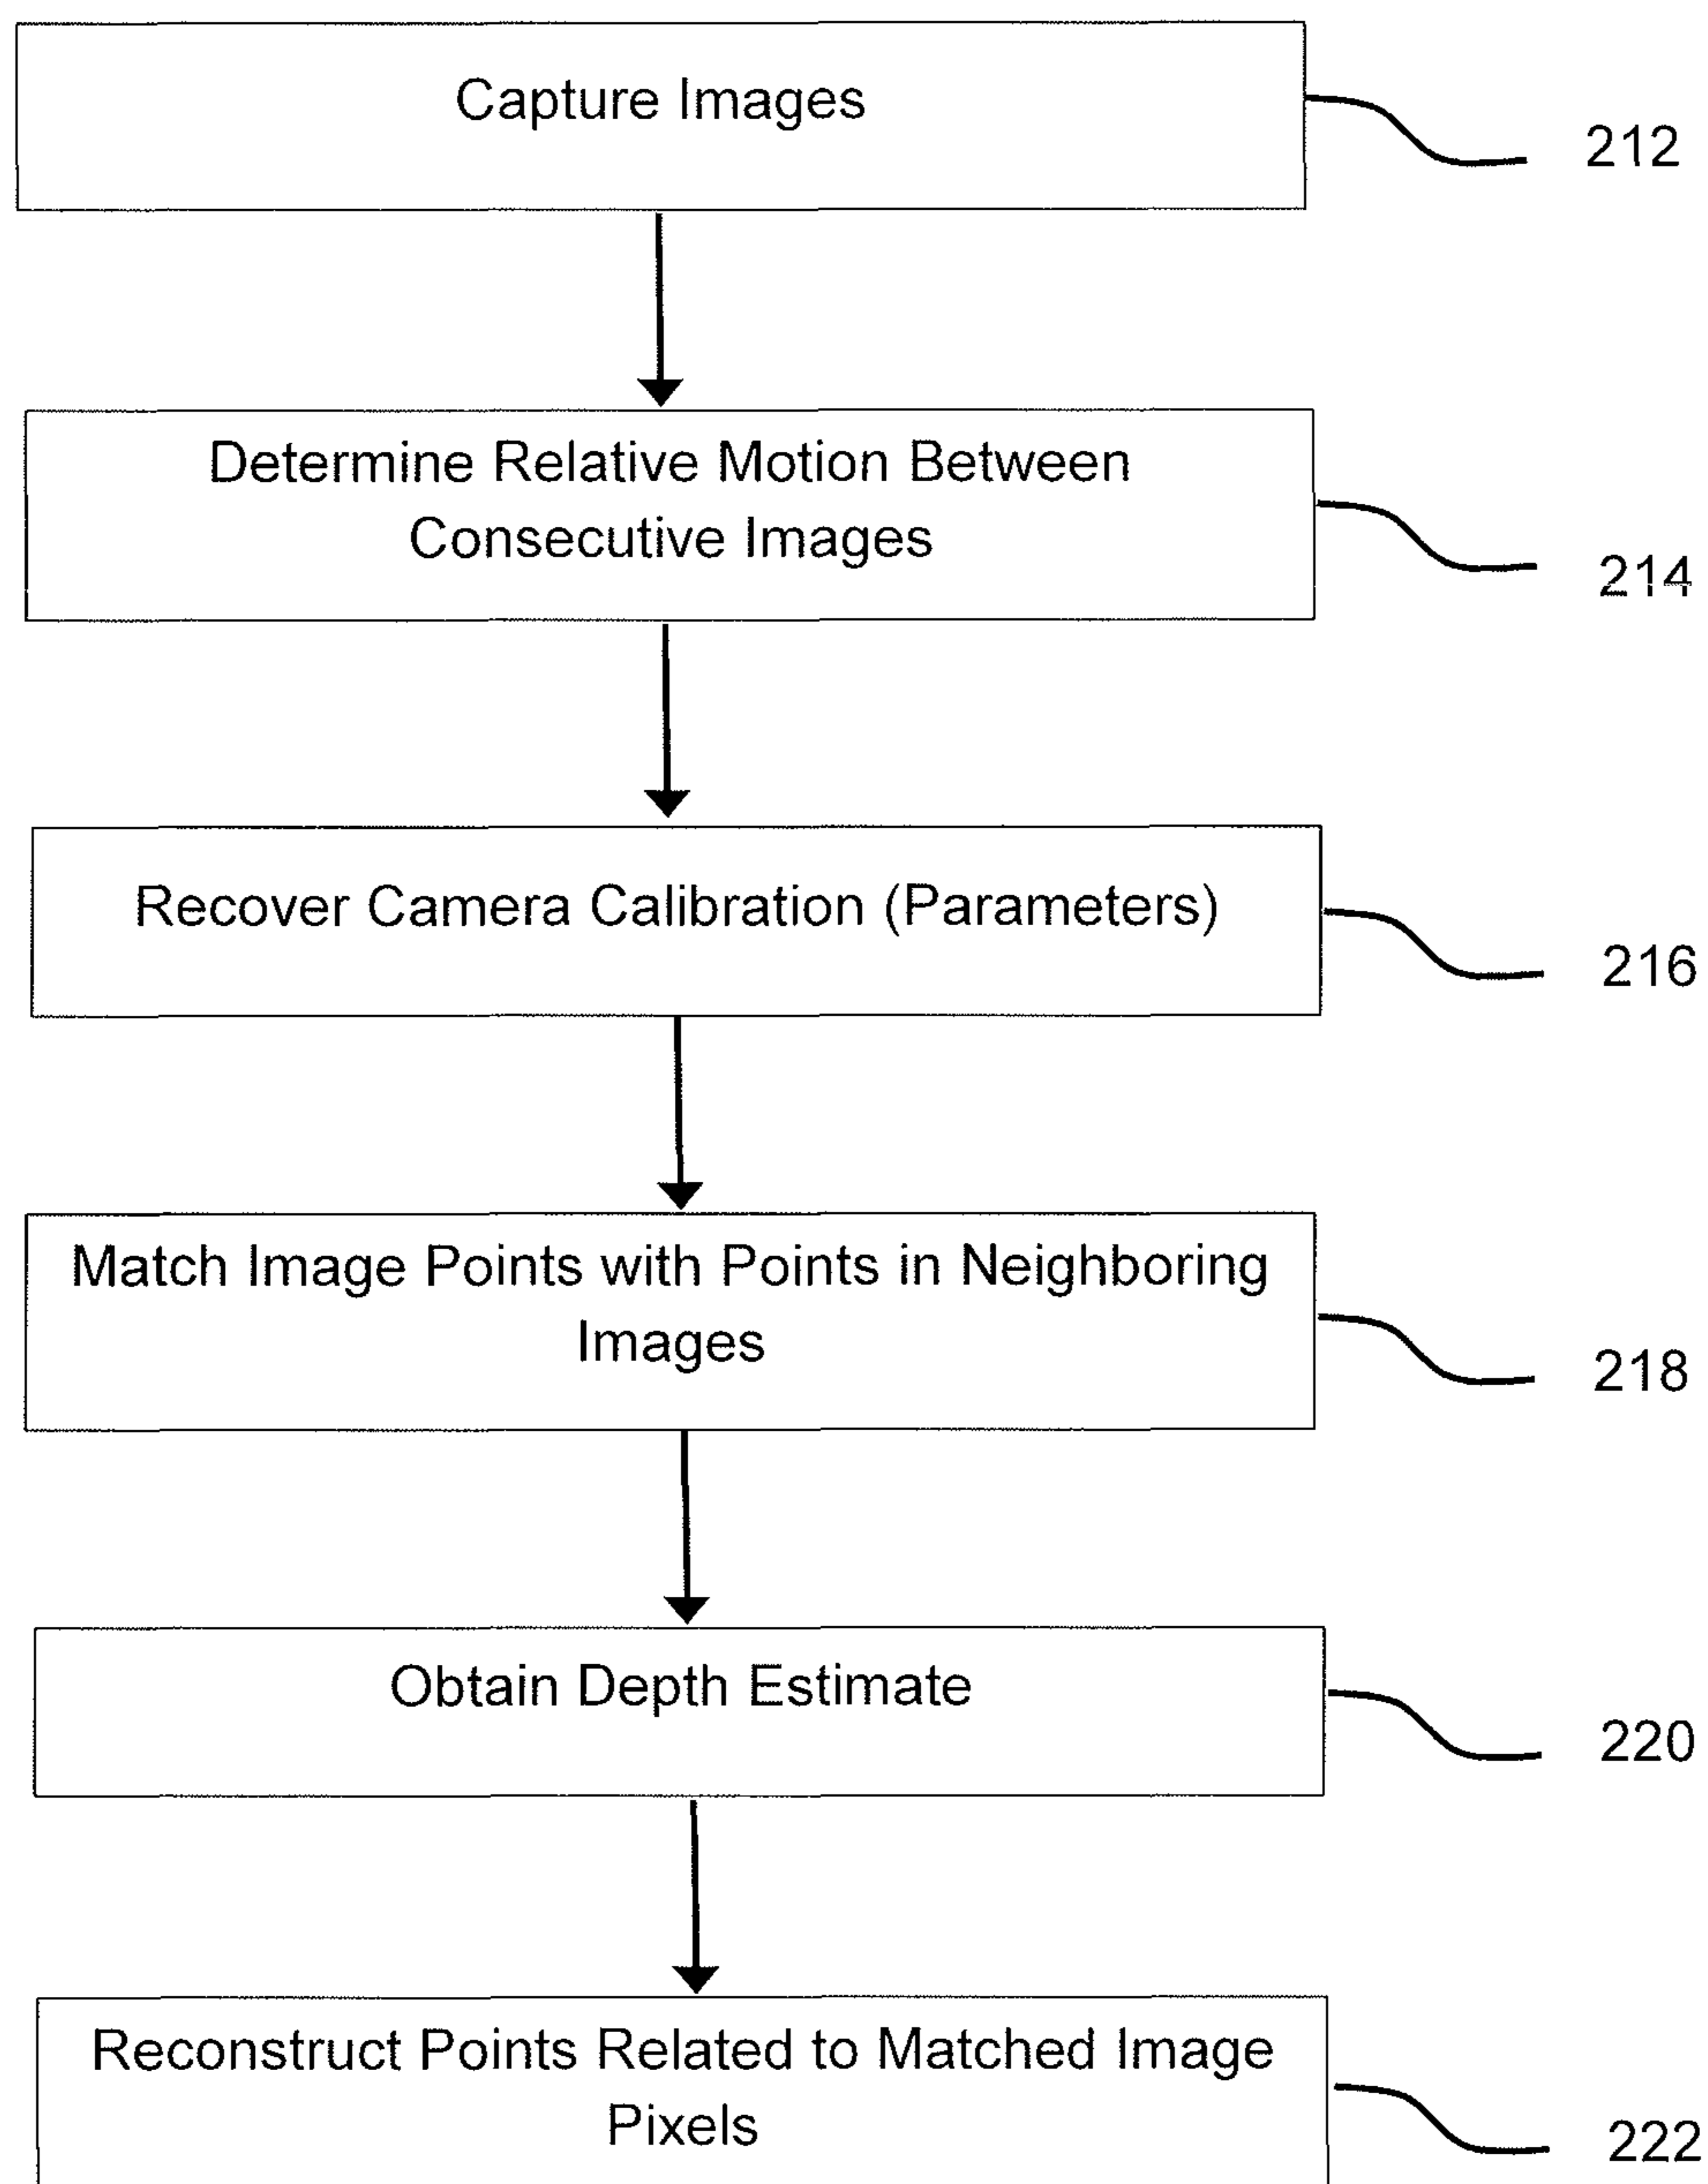 Capture Images
212
Determine Relative Motion Between
Consecutive Images
214
Recover Camera Calibration (Parameters)
216
Match Image Points with Points in Neighboring
Images
218
Obtain Depth Estimate
220
Reconstruct Points Related to Matched Image
Pixels
222